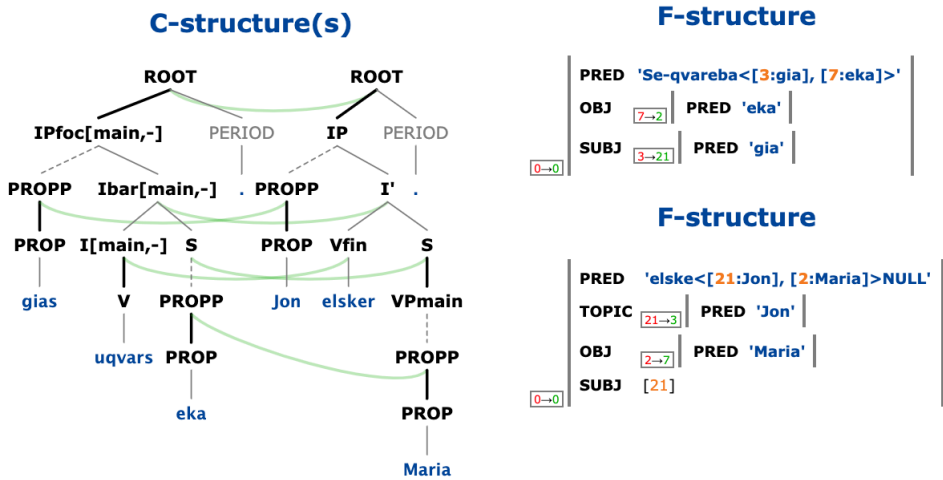 C-structure(s)
ROOT ROOT
IPfoc[main,-] PERIOD IP PERIOD
PROPP Ibar[main,-] . PROPP I' .
PROP I[main,-] S PROP Vfin S
gias V PROPP Jon elsker VPmain
uqvars PROP PROPP
eka PROP
Maria
F-structure
PRED 'Se-qvareba<[3:gia], [7:eka]>'
OBJ 7→2 PRED 'eka'
SUBJ 3→21 PRED 'gia'
0→0
F-structure
PRED 'elske<[21:Jon], [2:Maria]>NULL'
TOPIC 21→3 PRED 'Jon'
OBJ 2→7 PRED 'Maria'
SUBJ [21]
0→0